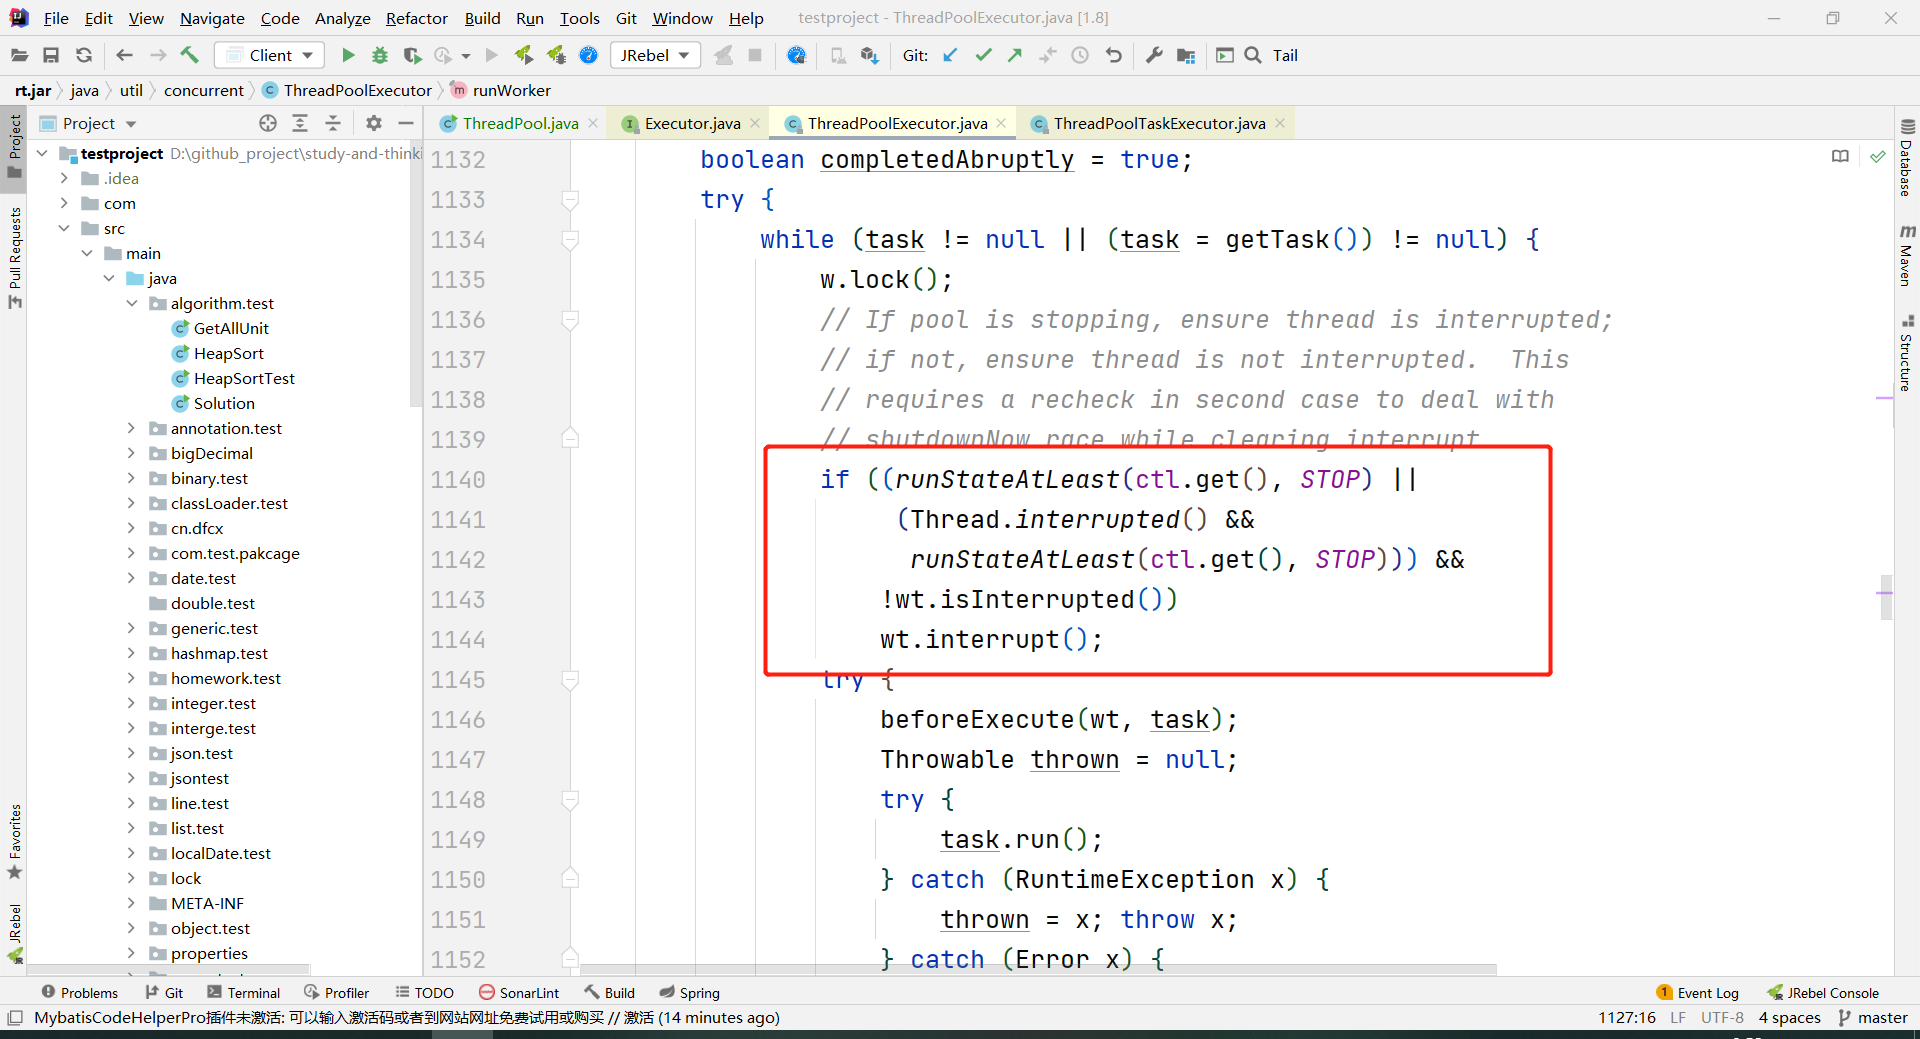 File Edit View Navigate Code Analyze Refactor Build Run Tools Git Window Help testproject - ThreadPoolExecutor.java [1.8]
Client JRebel Git: Tail
rt.jar java util concurrent ThreadPoolExecutor runWorker
Project
ThreadPool.java Executor.java ThreadPoolExecutor.java ThreadPoolTaskExecutor.java
Project
Pull Requests
Favorites
JRebel
testproject D:\github_project\study-and-thinki
.idea
com
src
main
java
algorithm.test
GetAllUnit
HeapSort
HeapSortTest
Solution
annotation.test
bigDecimal
binary.test
classLoader.test
cn.dfcx
com.test.pakcage
date.test
double.test
generic.test
hashmap.test
homework.test
integer.test
interge.test
json.test
jsontest
line.test
list.test
localDate.test
lock
META-INF
object.test
properties
1132 boolean completedAbruptly = true;
1133 try {
1134 while (task != null || (task = getTask()) != null) {
1135 w.lock();
1136 // If pool is stopping, ensure thread is interrupted;
1137 // if not, ensure thread is not interrupted.  This
1138 // requires a recheck in second case to deal with
1139 // shutdownNow race while clearing interrupt
1140 if ((runStateAtLeast(ctl.get(), STOP) ||
1141 (Thread.interrupted() &&
1142 runStateAtLeast(ctl.get(), STOP))) &&
1143 !wt.isInterrupted())
1144 wt.interrupt();
1145 try {
1146 beforeExecute(wt, task);
1147 Throwable thrown = null;
1148 try {
1149 task.run();
1150 } catch (RuntimeException x) {
1151 thrown = x; throw x;
1152 } catch (Error x) {
Database
Maven
Structure
Problems Git Terminal Profiler TODO SonarLint Build Spring 1 Event Log JRebel Console
MybatisCodeHelperPro插件未激活: 可以输入激活码或者到网站网址免费试用或购买 // 激活 (14 minutes ago) 1127:16 LF UTF-8 4 spaces master